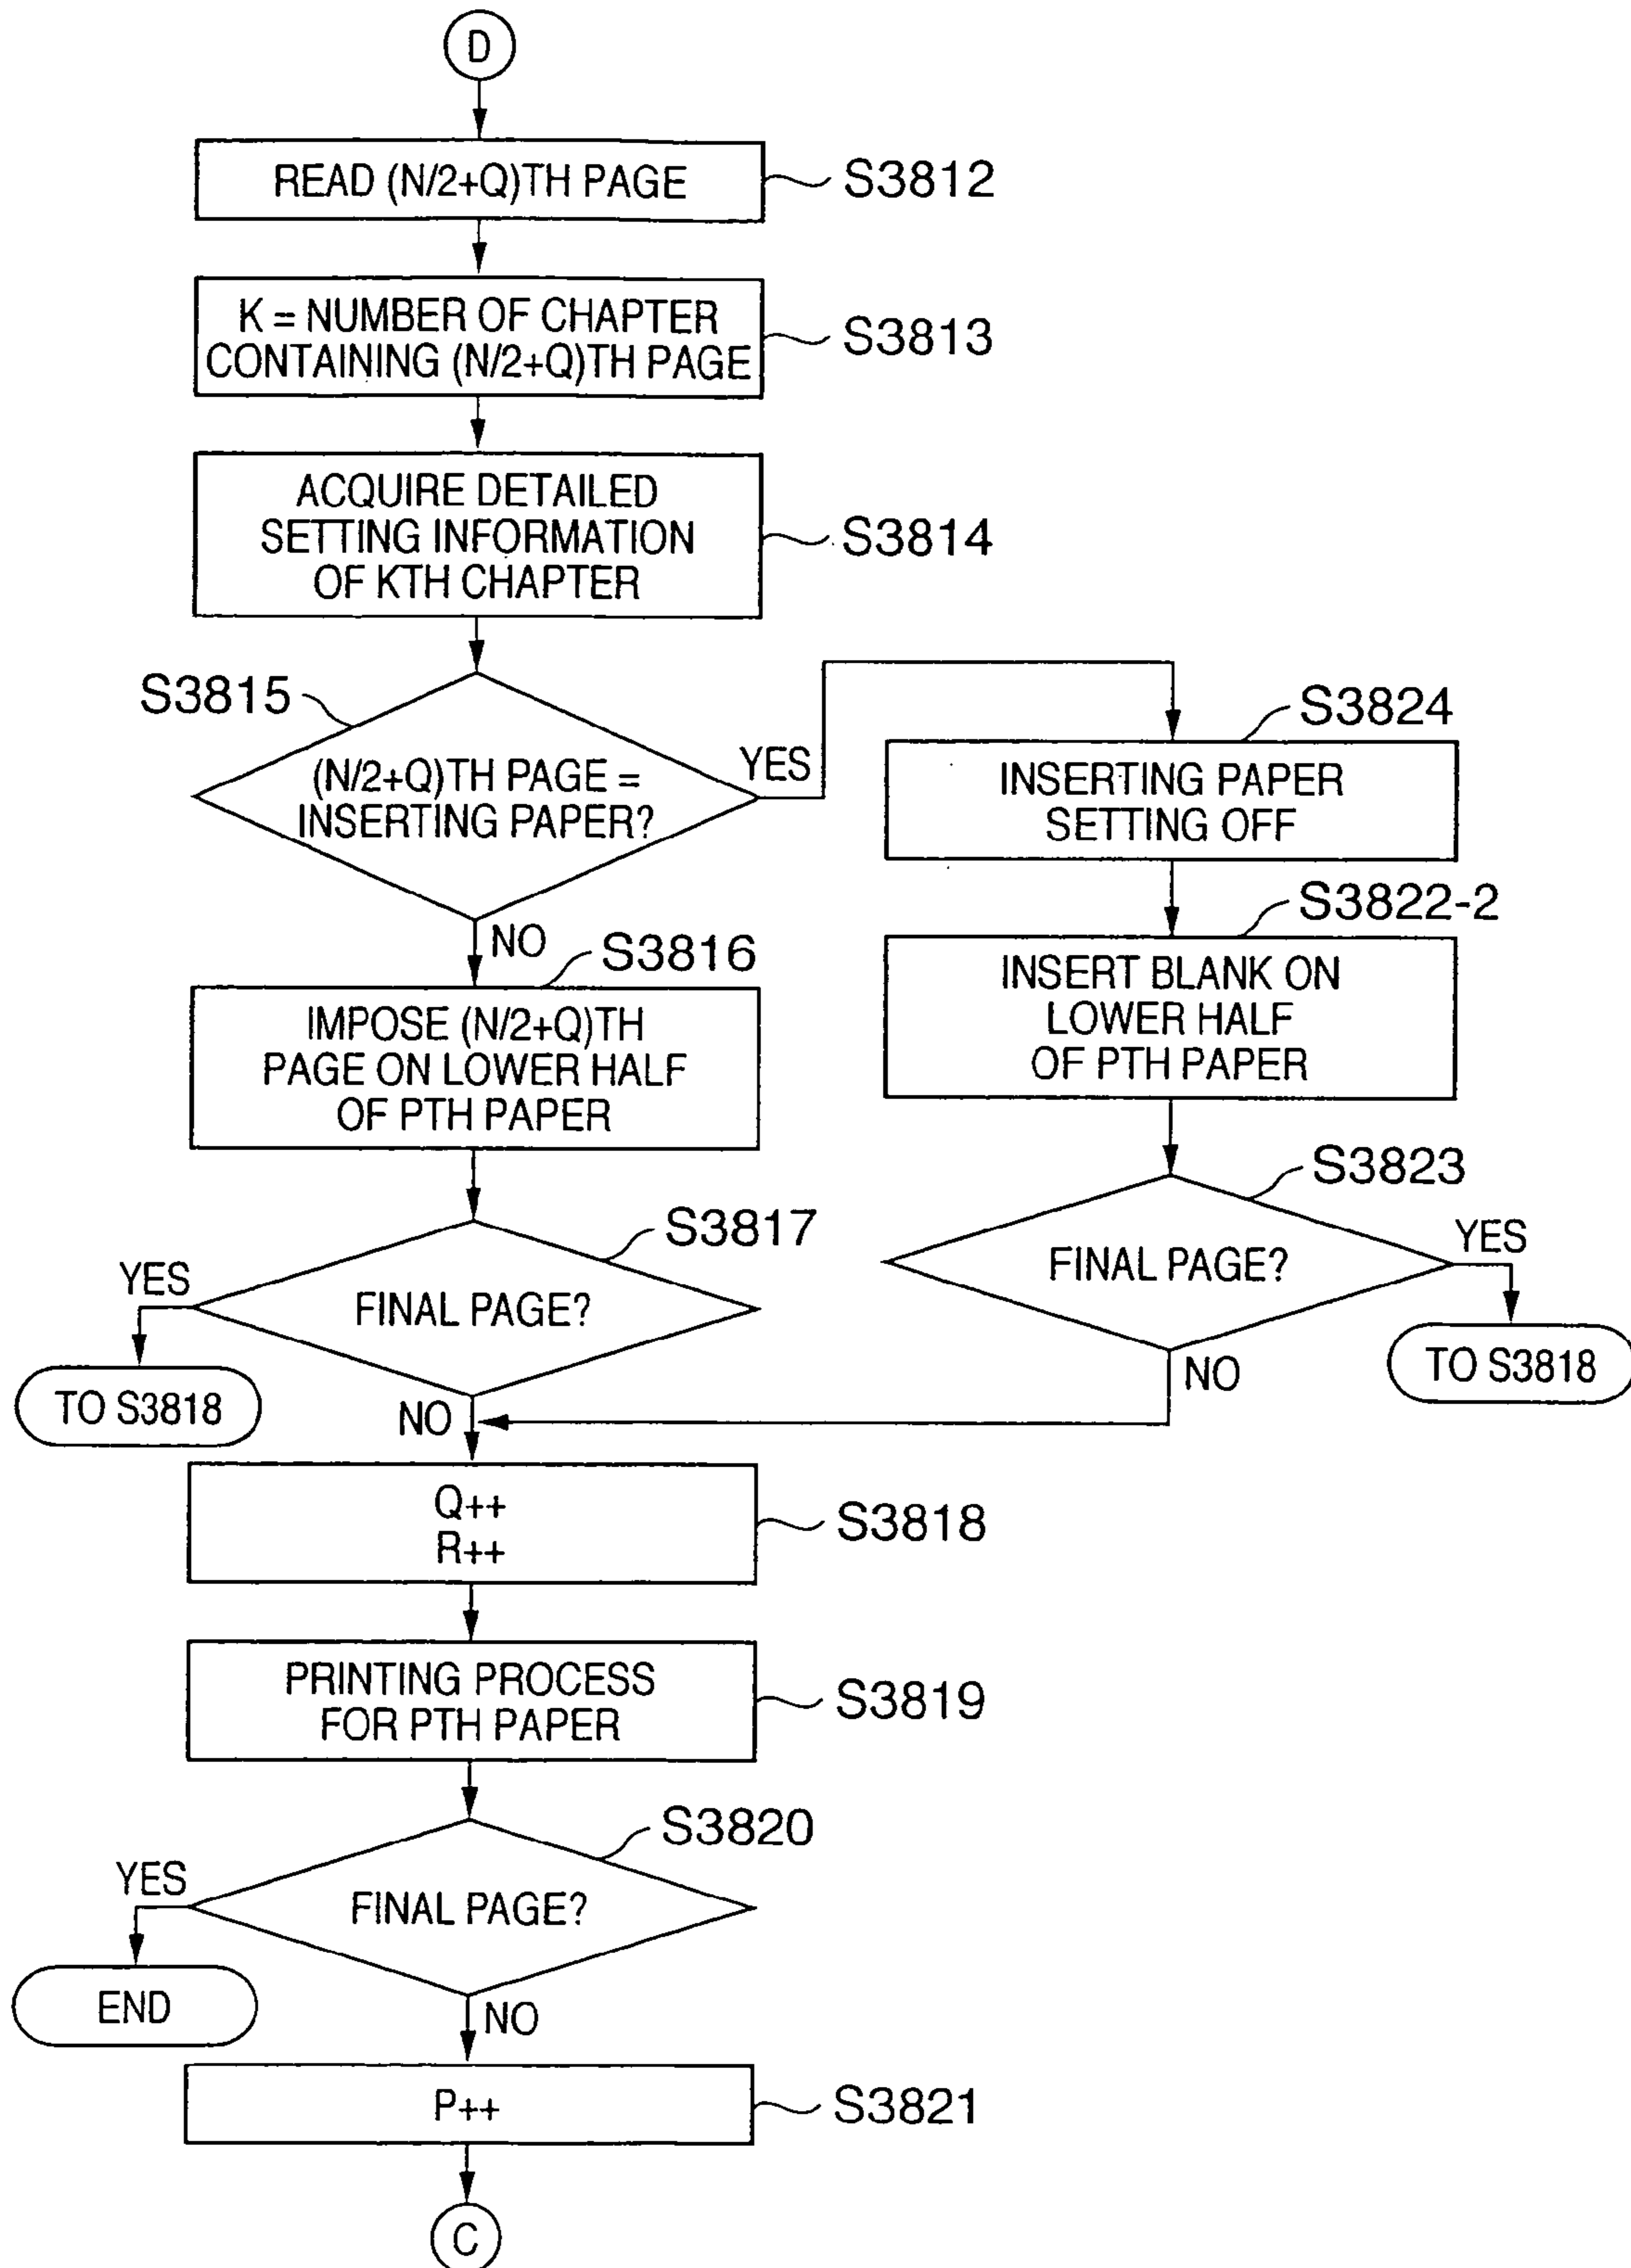 D
READ (N/2+Q)TH PAGE
S3812
K = NUMBER OF CHAPTER
CONTAINING (N/2+Q)TH PAGE
S3813
ACQUIRE DETAILED
SETTING INFORMATION
OF KTH CHAPTER
S3814
S3815
(N/2+Q)TH PAGE =
INSERTING PAPER?
YES
NO
S3824
INSERTING PAPER
SETTING OFF
S3822-2
INSERT BLANK ON
LOWER HALF
OF PTH PAPER
S3816
IMPOSE (N/2+Q)TH
PAGE ON LOWER HALF
OF PTH PAPER
S3823
FINAL PAGE?
YES
TO S3818
NO
S3817
FINAL PAGE?
YES
TO S3818
NO
Q++
R++
S3818
PRINTING PROCESS
FOR PTH PAPER
S3819
S3820
FINAL PAGE?
YES
END
NO
P++
S3821
C